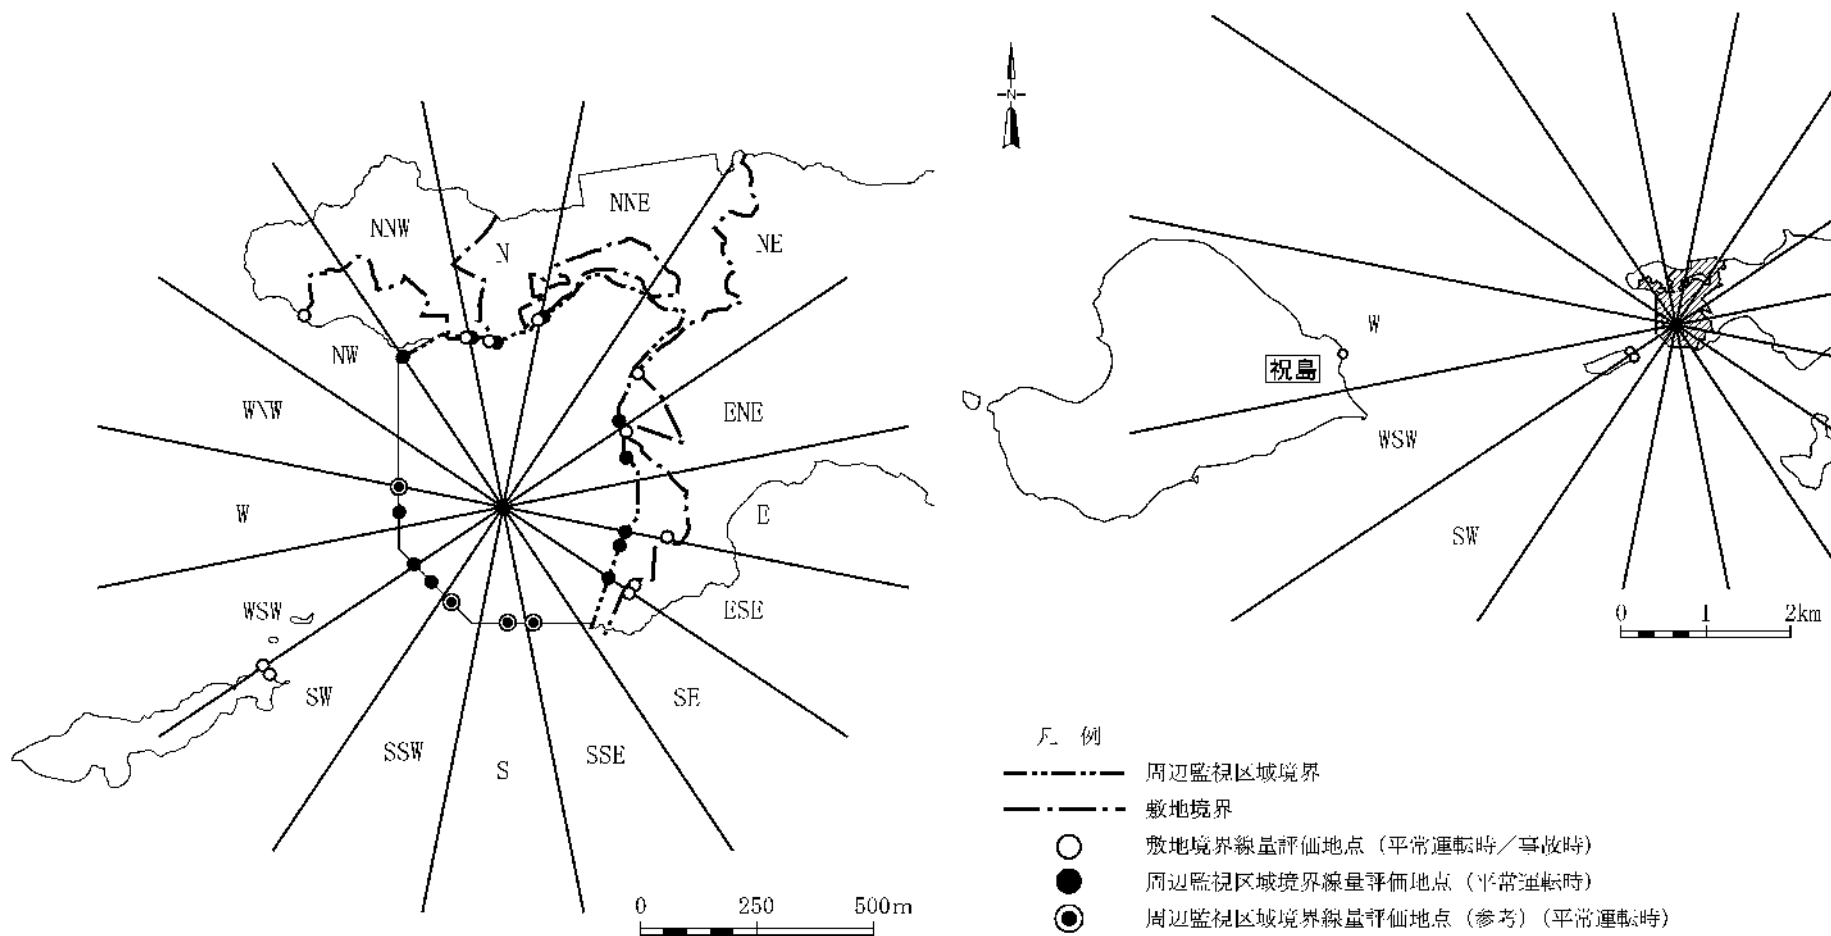 NNW
N
NNE
NE
NW
WNW
ENE
W
E
WSW
ESE
SW
SE
SSW
S
SSE
0 250 500m
N
W
祝島
WSW
SW
0 1 2km
凡 例
周辺監視区域境界
敷地境界
敷地境界線量評価地点（平常運転時／事故時）
周辺監視区域境界線量評価地点（平常運転時）
周辺監視区域境界線量評価地点（参考）（平常運転時）